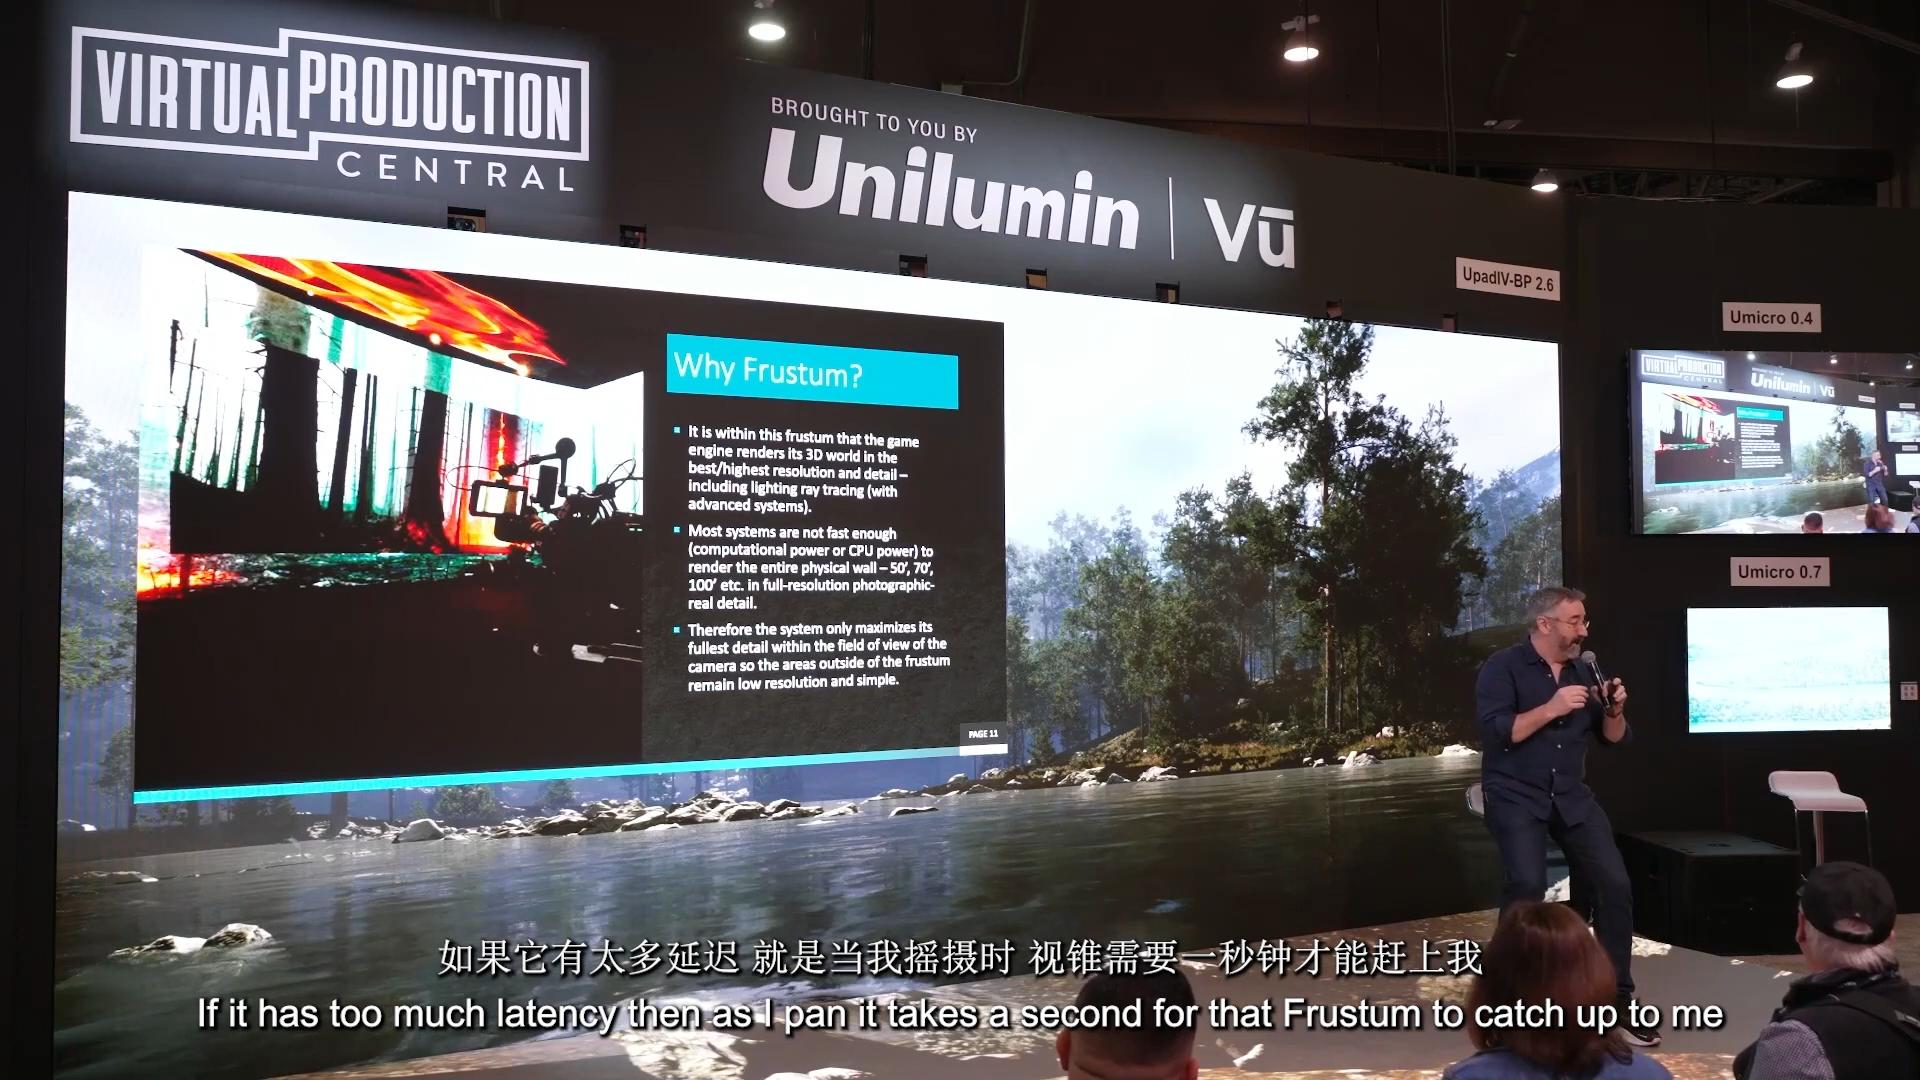 VIRTUAL PRODUCTION
CENTRAL
BROUGHT TO YOU BY
Unilumin | Vū
UpadIV-BP 2.6
Umicro 0.4
VIRTUAL PRODUCTION
CENTRAL
Unilumin | Vū
Why Frustum?
It is within this frustum that the game
engine renders its 3D world in the
best/highest resolution and detail –
including lighting ray tracing (with
advanced systems).
Most systems are not fast enough
(computational power or CPU power) to
render the entire physical wall – 50', 70',
100' etc. in full-resolution photographic-
real detail.
Therefore the system only maximizes its
fullest detail within the field of view of the
camera so the areas outside of the frustum
remain low resolution and simple.
PAGE 11
Umicro 0.7
如果它有太多延迟 就是当我摇摄时 视锥需要一秒钟才能赶上我
If it has too much latency then as I pan it takes a second for that Frustum to catch up to me